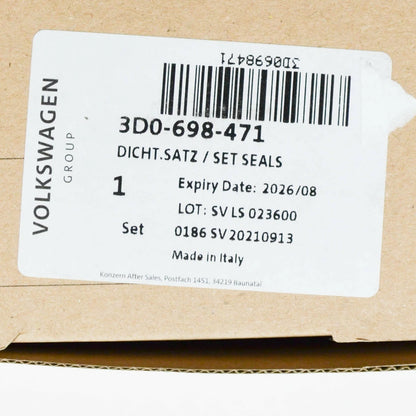 VOLKSWAGEN
GROUP
3D0698471
3D0-698-471
DICHT.SATZ / SET SEALS
1 Expiry Date: 2026/08
LOT: SV LS 023600
Set 0186 SV 20210913
Made in Italy
Konzern After Sales, Postfach 1451, 34219 Baunatal